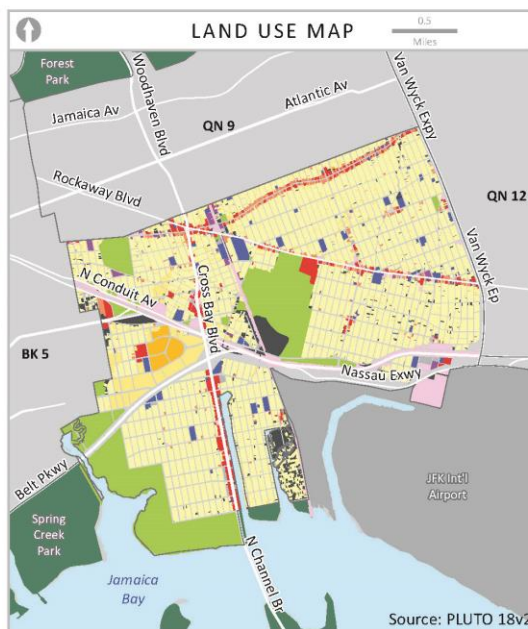 LAND USE MAP
0.5
Miles
Forest
Park
Woodhaven Blvd
Jamaica Av
Atlantic Av
Van Wyck Expy
QN 9
Rockaway Blvd
QN 12
N Conduit Av
Cross Bay Blvd
Van Wyck Ep
BK 5
Nassau Exwy
Belt Pkwy
JFK Int'l
Airport
Spring
Creek
Park
Jamaica
Bay
N Channel Br
Source: PLUTO 18v2